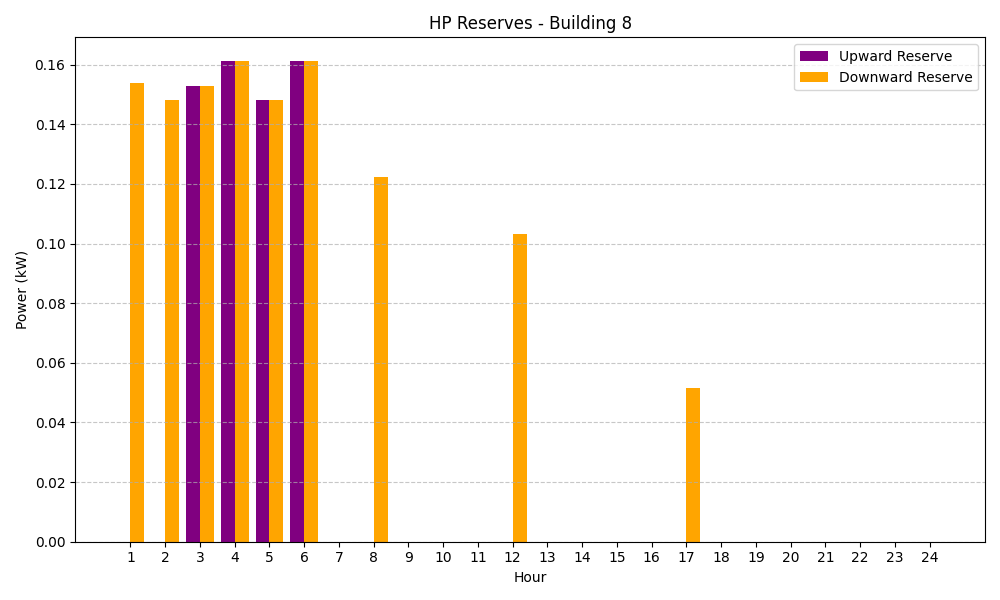 HP Reserves - Building 8
Upward Reserve
Downward Reserve
Power (kW)
0.16
0.14
0.12
0.10
0.08
0.06
0.04
0.02
0.00
1 2 3 4 5 6 7 8 9 10 11 12 13 14 15 16 17 18 19 20 21 22 23 24
Hour